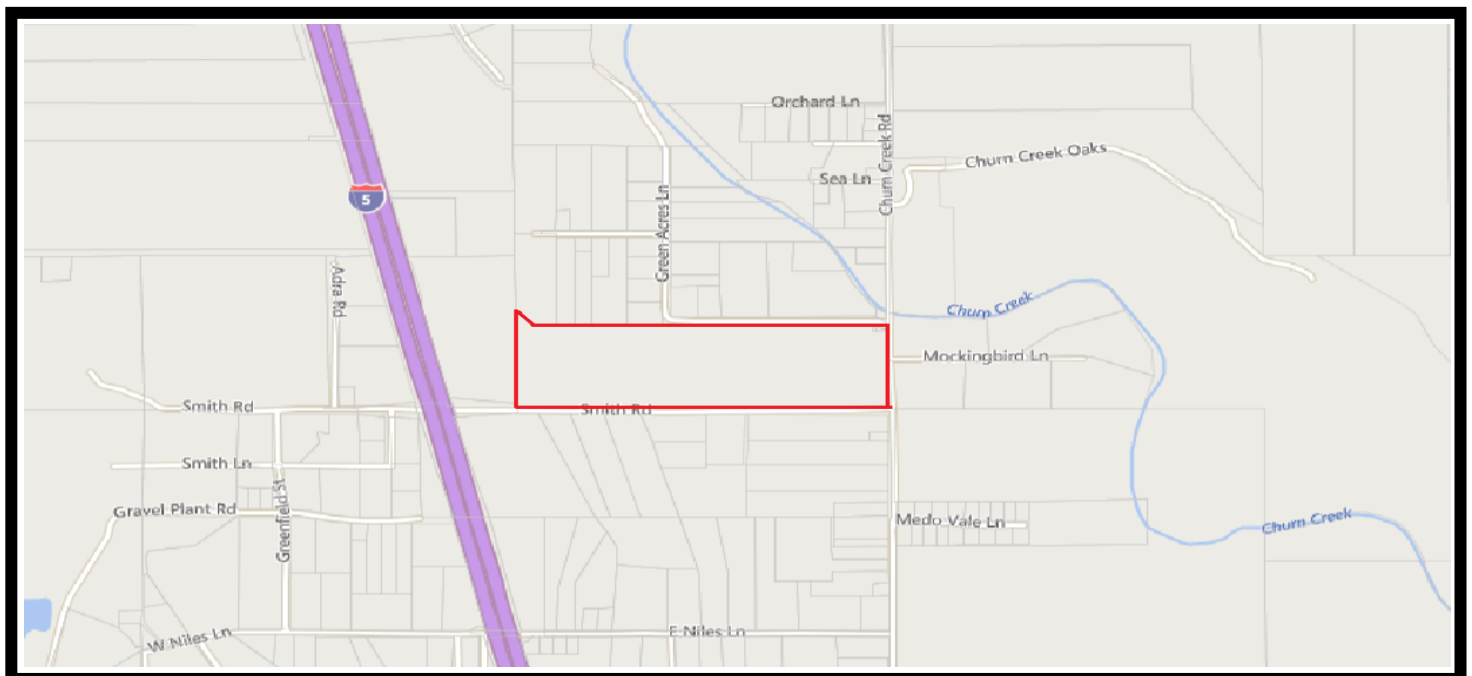 Orchard Ln
Churn Creek Rd
Churn Creek Oaks
Sea Ln
5
Green Acres Ln
Adra Rd
Churn Creek
Mockingbird Ln
Smith Rd
Smith Rd
Smith Ln
Greenfield St
Gravel Plant Rd
Medo Vale Ln
Churn Creek
W Niles Ln
E Niles Ln